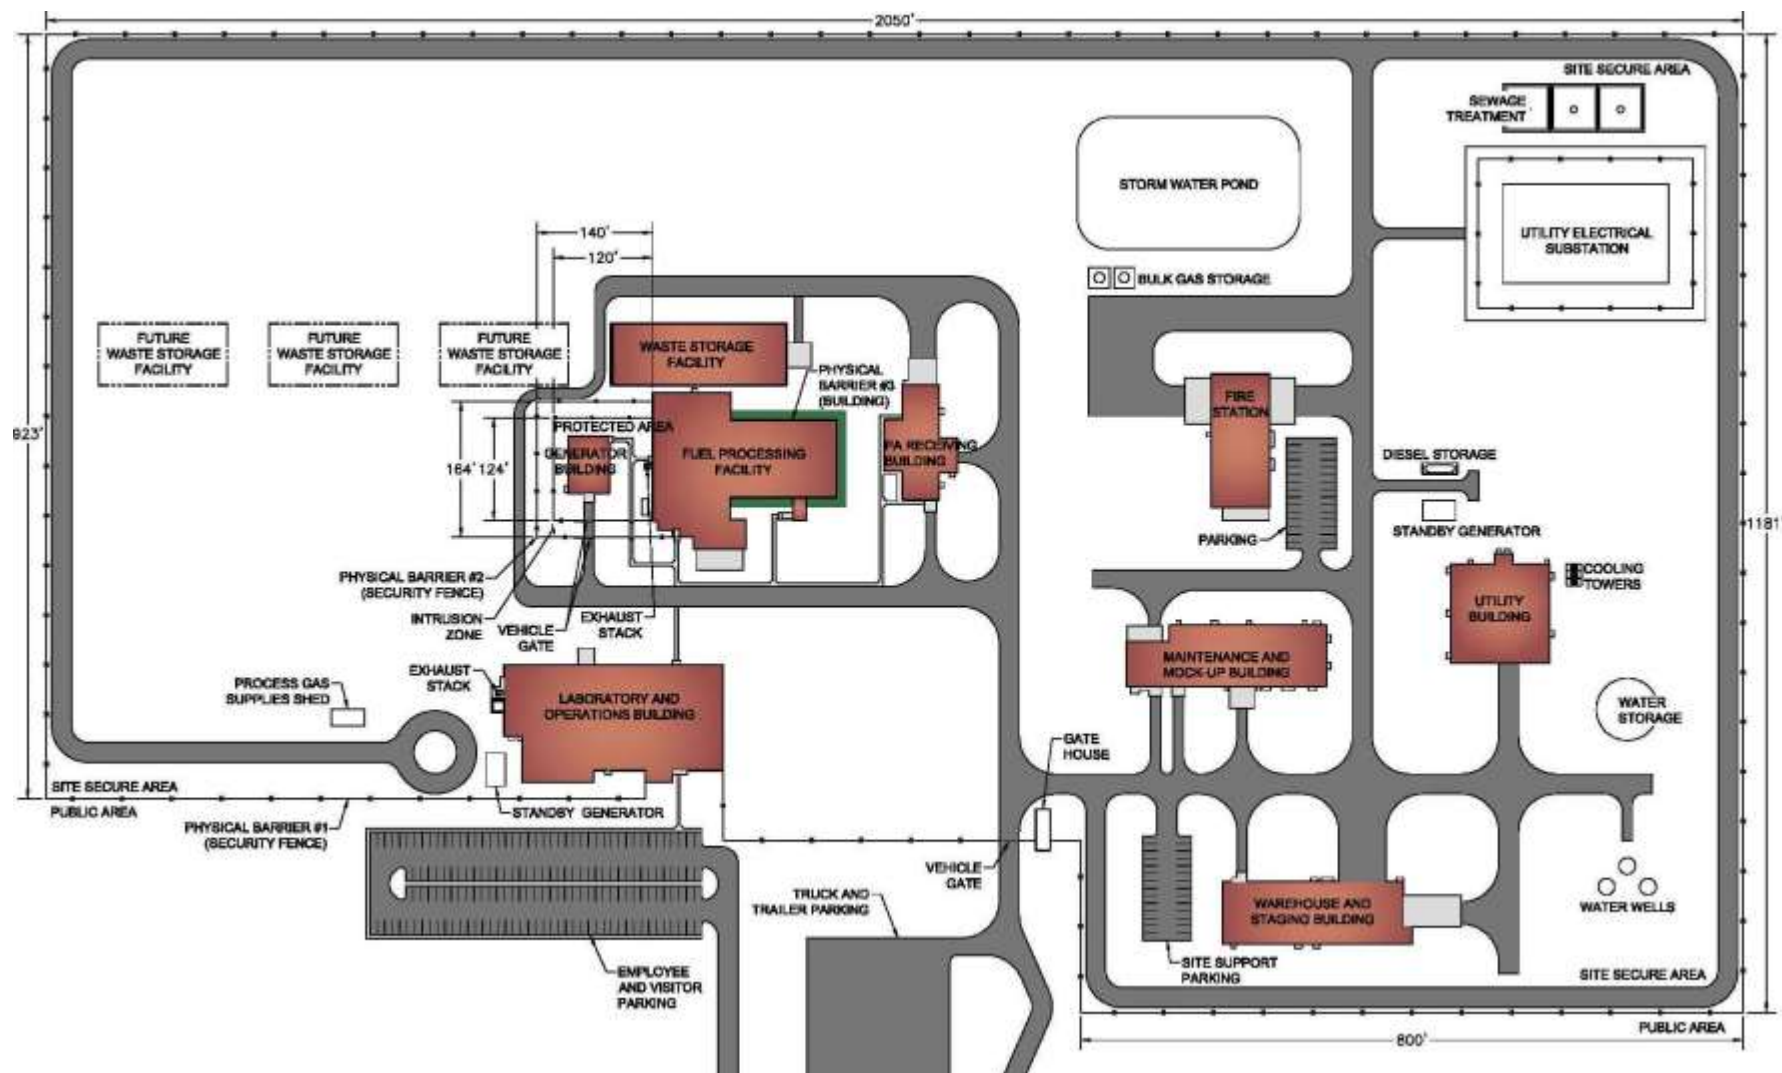 2050'
SITE SECURE AREA
SEWAGE
TREATMENT
STORM WATER POND
UTILITY ELECTRICAL
SUBSTATION
140'
120'
BULK GAS STORAGE
FUTURE
WASTE STORAGE
FACILITY
FUTURE
WASTE STORAGE
FACILITY
FUTURE
WASTE STORAGE
FACILITY
WASTE STORAGE
FACILITY
PHYSICAL
BARRIER #3
(BUILDING)
FIRE
STATION
923'
PROTECTED AREA
GENERATOR
BUILDING
FUEL PROCESSING
FACILITY
PA RECEIVING
BUILDING
164'
124'
DIESEL STORAGE
1181'
STANDBY GENERATOR
PARKING
PHYSICAL BARRIER #2
(SECURITY FENCE)
INTRUSION
ZONE
VEHICLE
GATE
EXHAUST
STACK
COOLING
TOWERS
UTILITY
BUILDING
MAINTENANCE AND
MOCK-UP BUILDING
EXHAUST
STACK
PROCESS GAS
SUPPLIES SHED
LABORATORY AND
OPERATIONS BUILDING
WATER
STORAGE
GATE
HOUSE
SITE SECURE AREA
PUBLIC AREA
STANDBY GENERATOR
PHYSICAL BARRIER #1
(SECURITY FENCE)
VEHICLE
GATE
TRUCK AND
TRAILER PARKING
WAREHOUSE AND
STAGING BUILDING
WATER WELLS
EMPLOYEE
AND VISITOR
PARKING
SITE SUPPORT
PARKING
SITE SECURE AREA
PUBLIC AREA
800'